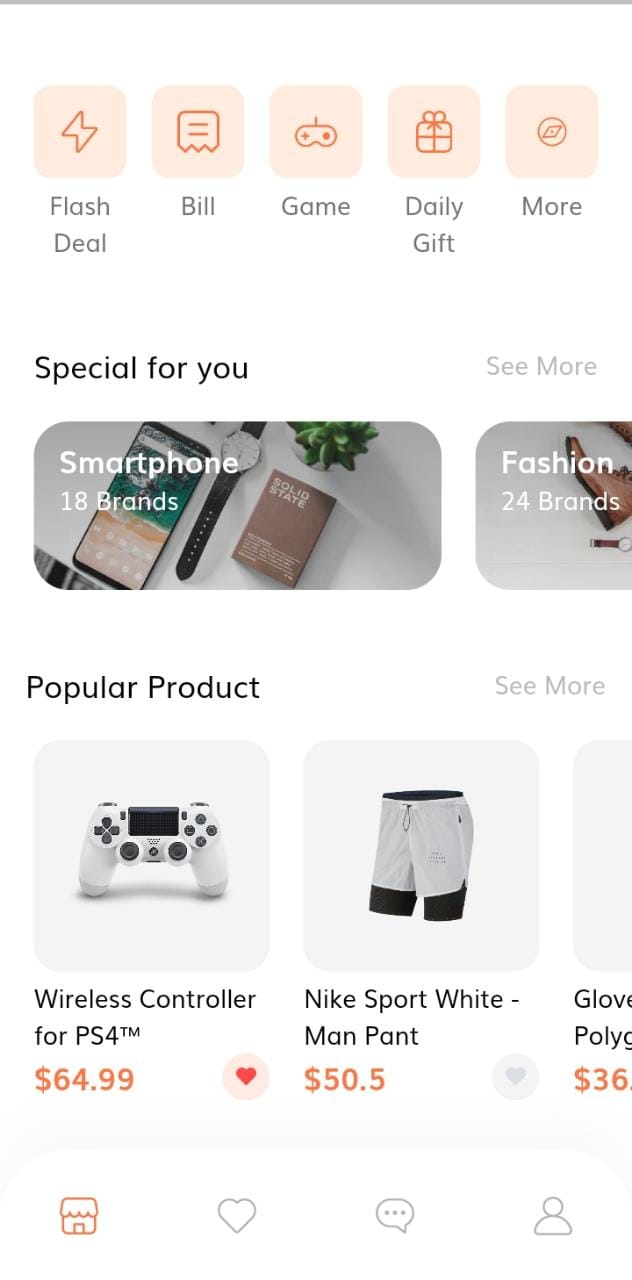 Flash Deal
Bill
Game
Daily Gift
More
Special for you
See More
Smartphone
18 Brands
SOLID
STATE
Fashion
24 Brands
Popular Product
See More
Wireless Controller
for PS4™
$64.99
Nike Sport White -
Man Pant
$50.5
Glove
Polyg
$36.